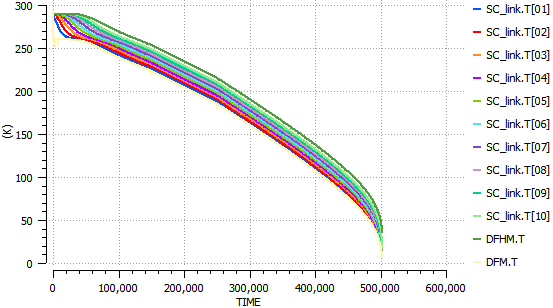 300
250
200
150
100
50
0
(K)
0
100,000
200,000
300,000
400,000
500,000
600,000
TIME
SC_link.T[01]
SC_link.T[02]
SC_link.T[03]
SC_link.T[04]
SC_link.T[05]
SC_link.T[06]
SC_link.T[07]
SC_link.T[08]
SC_link.T[09]
SC_link.T[10]
DFHM.T
DFM.T